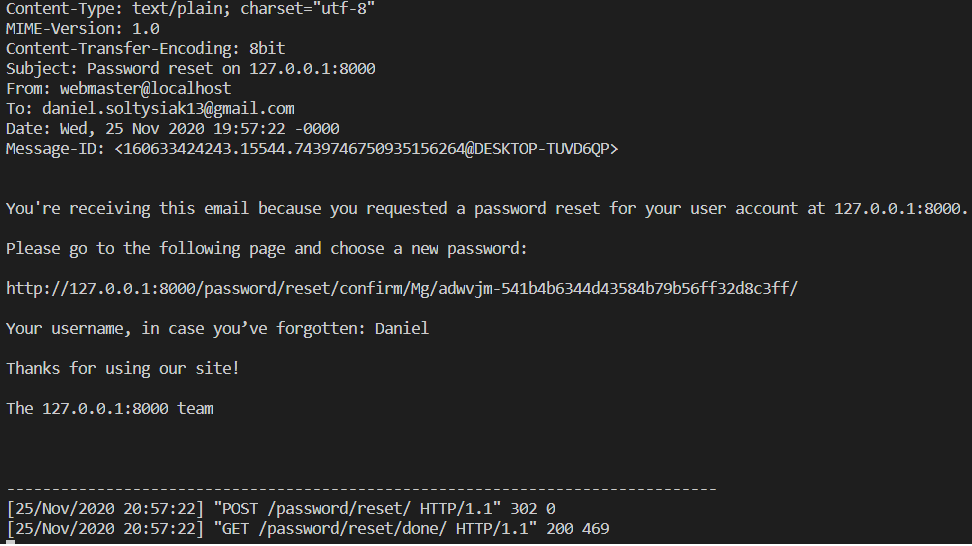 Content-Type: text/plain; charset="utf-8"
MIME-Version: 1.0
Content-Transfer-Encoding: 8bit
Subject: Password reset on 127.0.0.1:8000
From: webmaster@localhost
To: daniel.soltysiak13@gmail.com
Date: Wed, 25 Nov 2020 19:57:22 -0000
Message-ID: <160633424243.15544.7439746750935156264@DESKTOP-TUVD6QP>
You're receiving this email because you requested a password reset for your user account at 127.0.0.1:8000.
Please go to the following page and choose a new password:
http://127.0.0.1:8000/password/reset/confirm/Mg/adwvjm-541b4b6344d43584b79b56ff32d8c3ff/
Your username, in case you’ve forgotten: Daniel
Thanks for using our site!
The 127.0.0.1:8000 team
-------------------------------------------------------------------------------
[25/Nov/2020 20:57:22] "POST /password/reset/ HTTP/1.1" 302 0
[25/Nov/2020 20:57:22] "GET /password/reset/done/ HTTP/1.1" 200 469